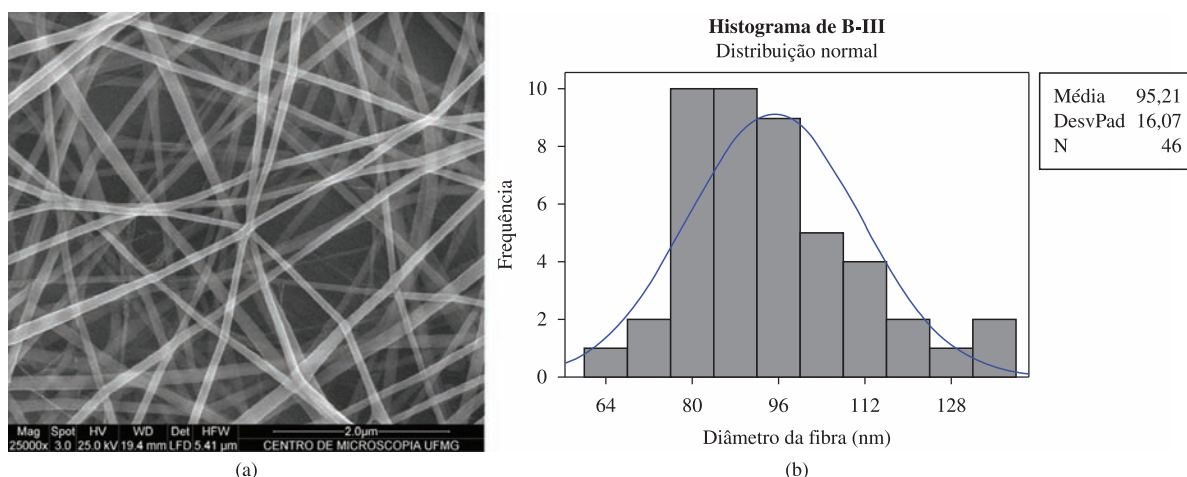 Mag Spot HV WD Det HFW 2.0µm
25000x 3.0 25.0 kV 19.4 mm LFD 5.41 µm CENTRO DE MICROSCOPIA UFMG
(a)
Histograma de B-III
Distribuição normal
Média 95,21
DesvPad 16,07
N 46
Frequência
10
8
6
4
2
0
64 80 96 112 128
Diâmetro da fibra (nm)
(b)